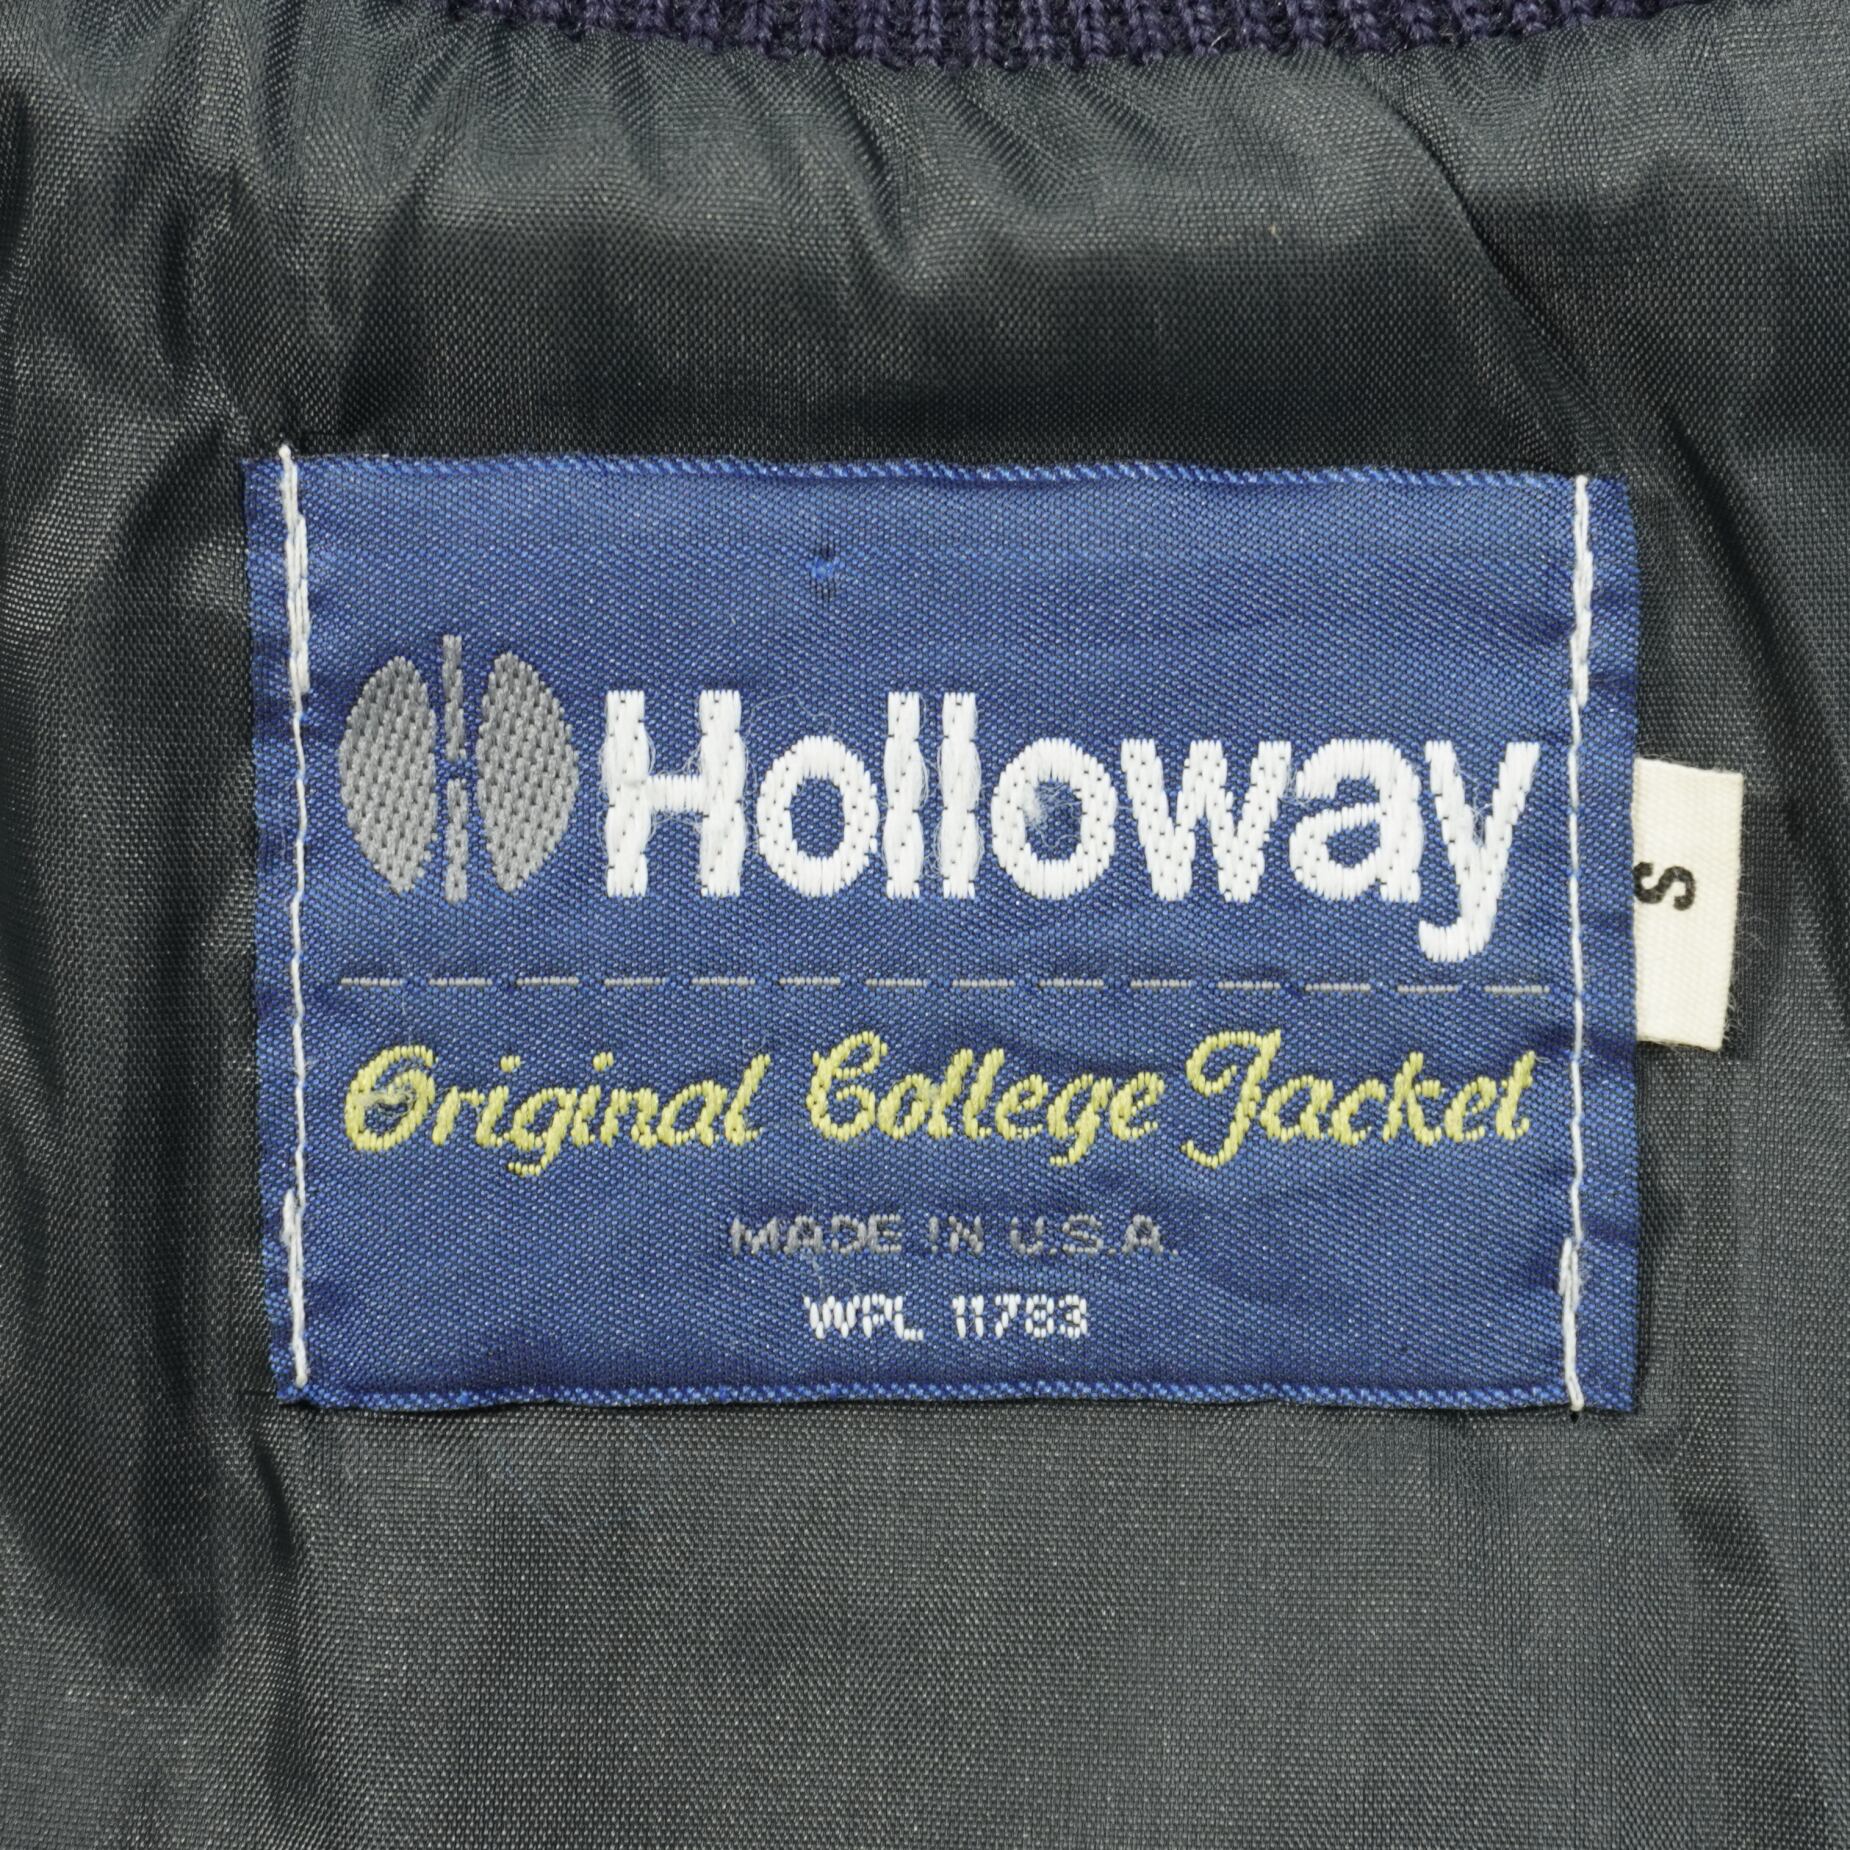 Holloway
S
Original College Jacket
MADE IN U.S.A.
WPL 11783